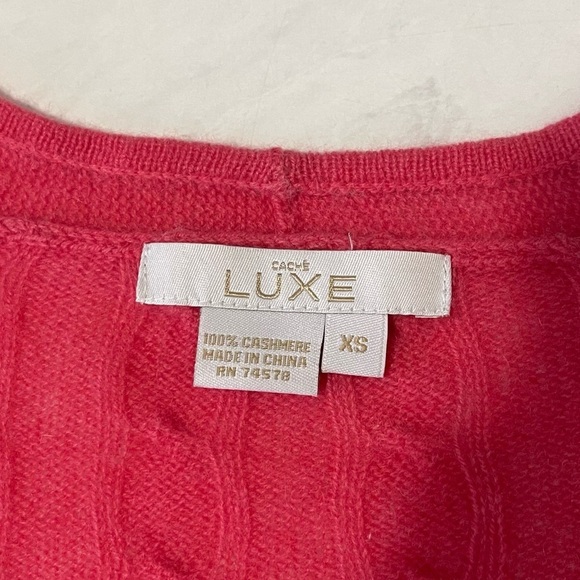 CACHÉ
LUXE
100% CASHMERE
MADE IN CHINA
RN 74578
XS